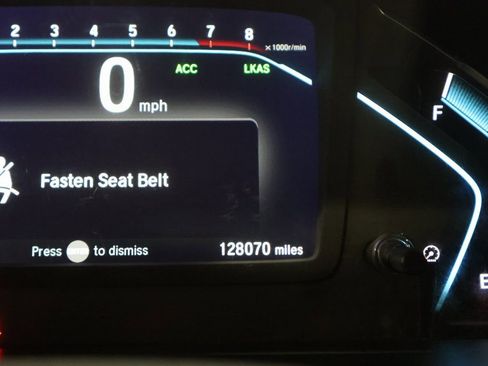 2 3 4 5 6 7 8
×1000r/min
ACC LKAS
0 mph
F
Fasten Seat Belt
Press ENTER to dismiss
128070 miles
E